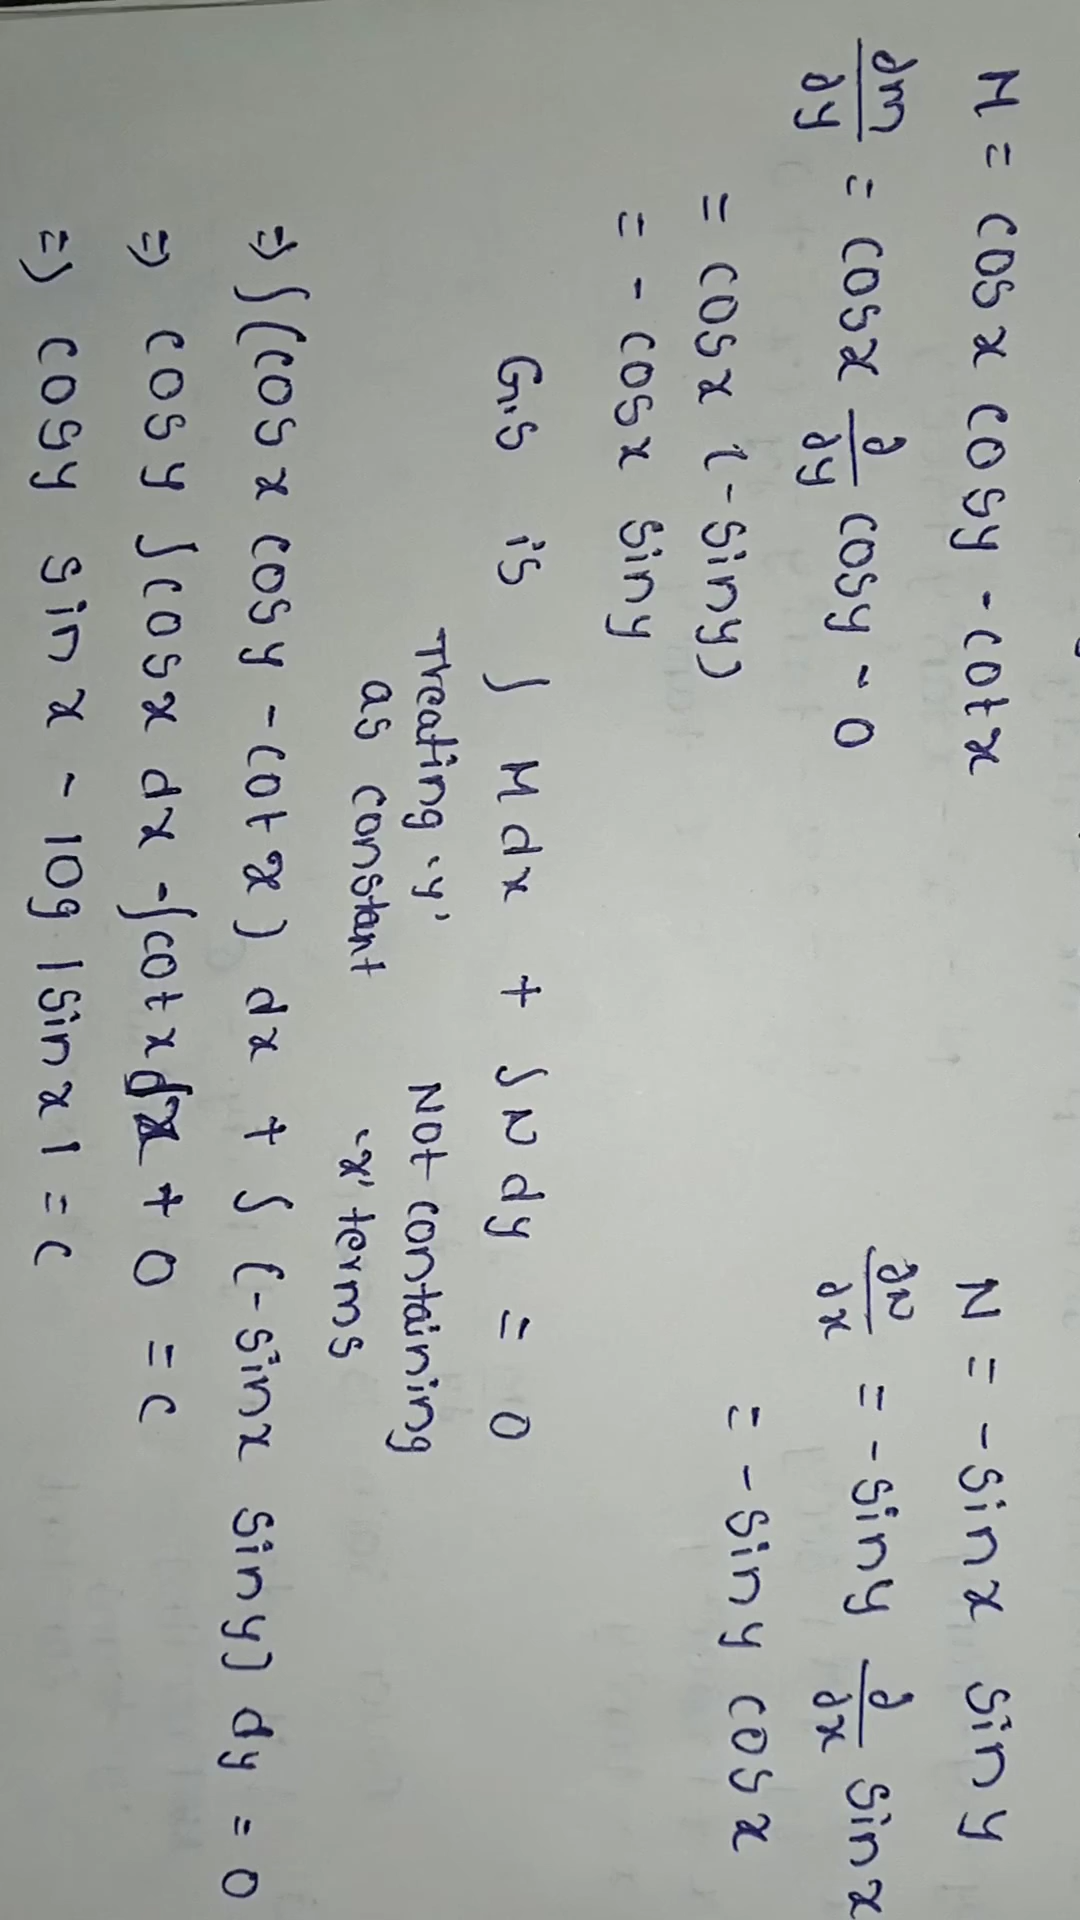 M = cos x cos y - cot x    N = - sin x sin y
∂m/∂y = cos x ∂/∂y cos y - 0    ∂N/∂x = - sin y ∂/∂x sin x
= cos x (- sin y)    = - sin y cos x
= - cos x sin y
G.s is ∫ M dx + ∫ N dy = 0
Treating 'y'    Not containing
as constant    'x' terms
⇒ ∫ (cos x cos y - cot x) dx + ∫ (- sin x sin y) dy = 0
⇒ cos y ∫ cos x dx - ∫ cot x dx + 0 = c
⇒ cos y sin x - log |sin x| = c